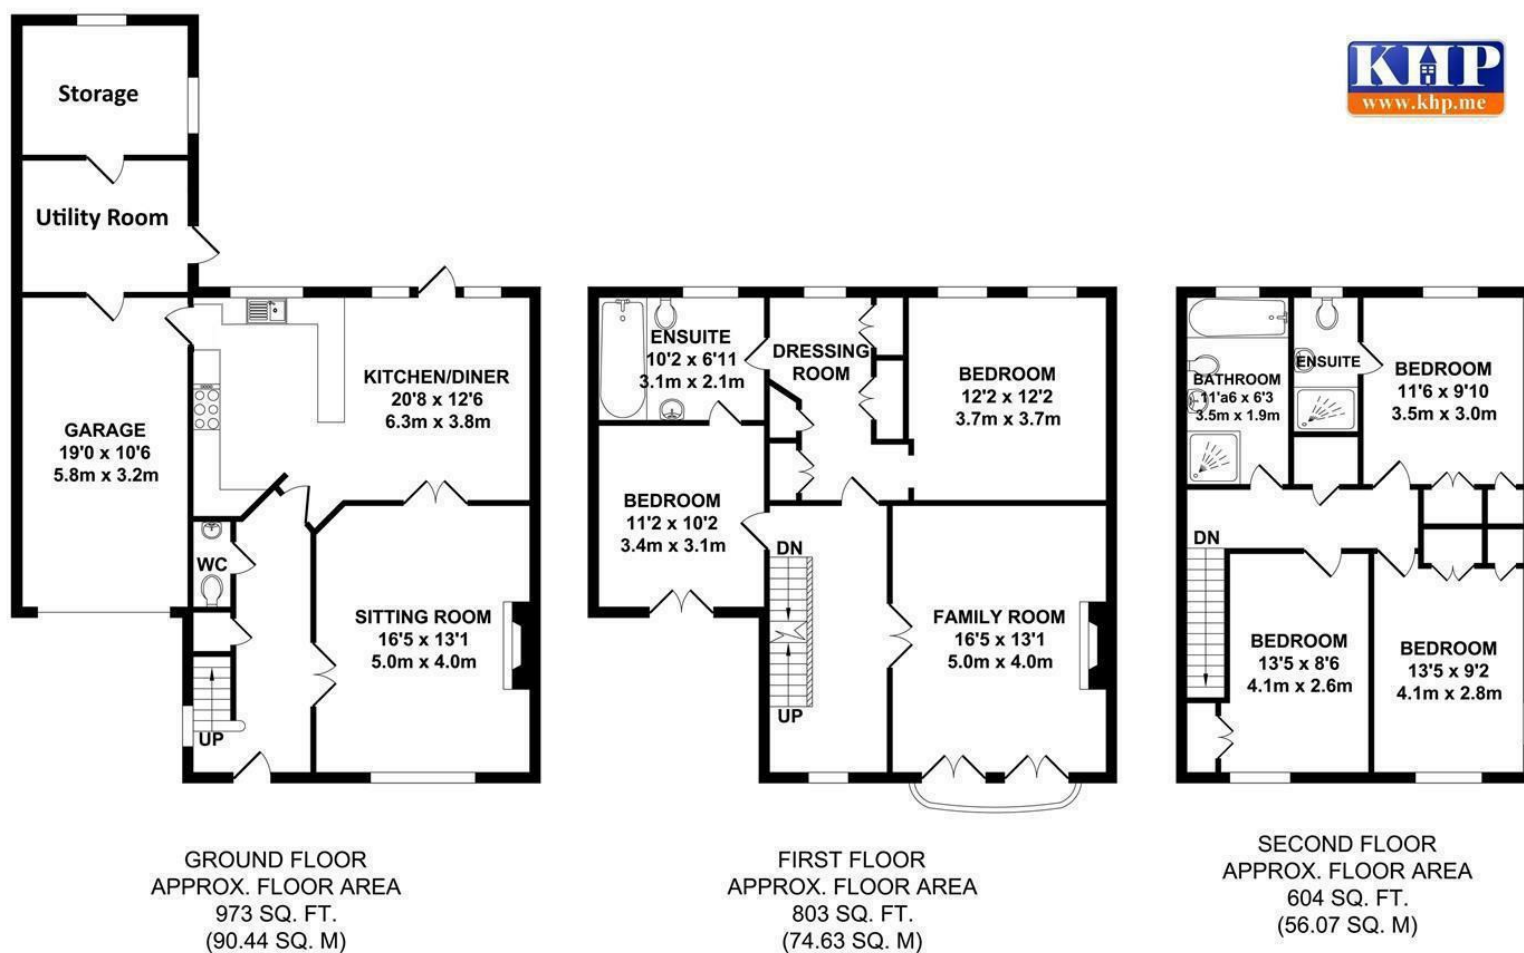 KHP
www.khp.me
Storage
Utility Room
GARAGE
19'0 x 10'6
5.8m x 3.2m
KITCHEN/DINER
20'8 x 12'6
6.3m x 3.8m
WC
SITTING ROOM
16'5 x 13'1
5.0m x 4.0m
UP
GROUND FLOOR
APPROX. FLOOR AREA
973 SQ. FT.
(90.44 SQ. M)
ENSUITE
10'2 x 6'11
3.1m x 2.1m
DRESSING
ROOM
BEDROOM
12'2 x 12'2
3.7m x 3.7m
BEDROOM
11'2 x 10'2
3.4m x 3.1m
DN
UP
FAMILY ROOM
16'5 x 13'1
5.0m x 4.0m
FIRST FLOOR
APPROX. FLOOR AREA
803 SQ. FT.
(74.63 SQ. M)
BATHROOM
11'a6 x 6'3
3.5m x 1.9m
ENSUITE
BEDROOM
11'6 x 9'10
3.5m x 3.0m
DN
BEDROOM
13'5 x 8'6
4.1m x 2.6m
BEDROOM
13'5 x 9'2
4.1m x 2.8m
SECOND FLOOR
APPROX. FLOOR AREA
604 SQ. FT.
(56.07 SQ. M)